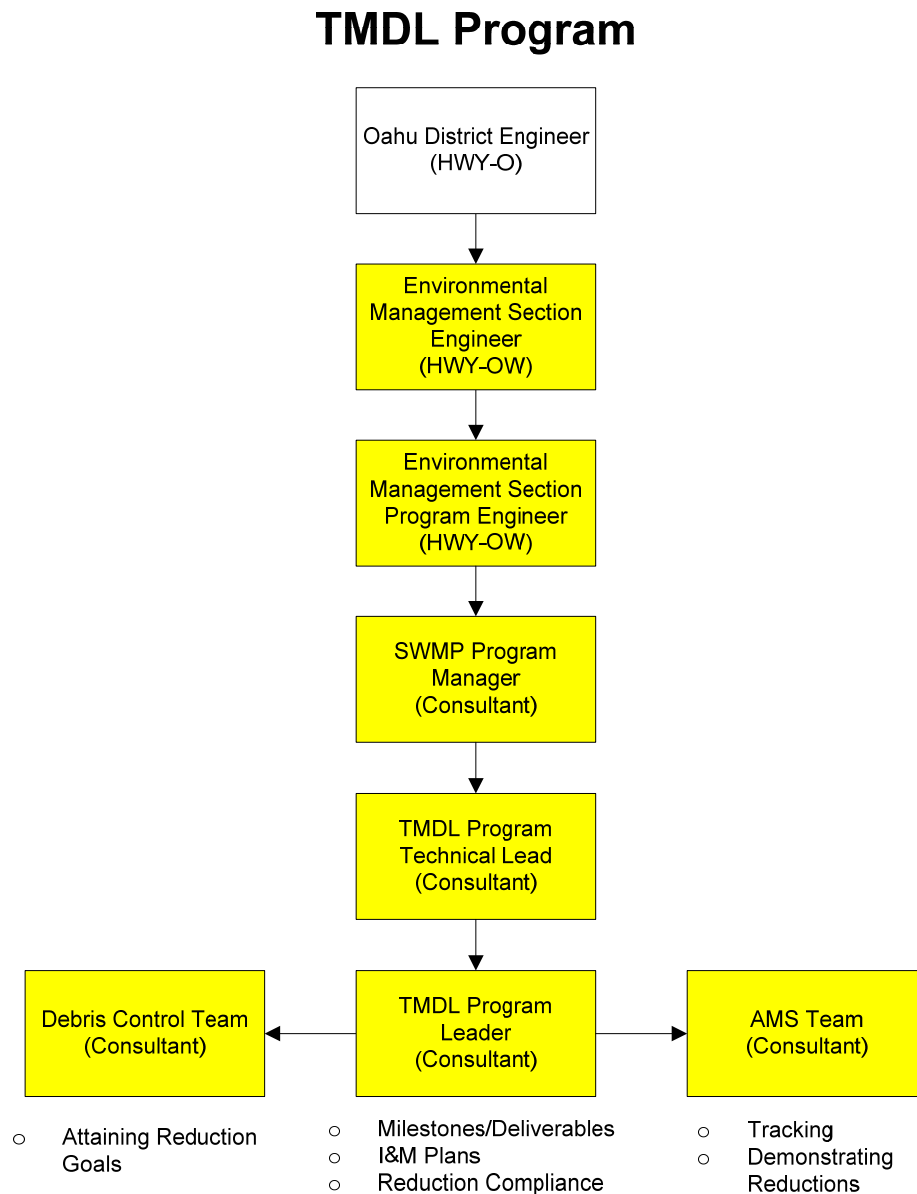 TMDL Program
Oahu District Engineer
(HWY-O)
Environmental
Management Section
Engineer
(HWY-OW)
Environmental
Management Section
Program Engineer
(HWY-OW)
SWMP Program
Manager
(Consultant)
TMDL Program
Technical Lead
(Consultant)
Debris Control Team
(Consultant)
TMDL Program
Leader
(Consultant)
AMS Team
(Consultant)
o Attaining Reduction
Goals
o Milestones/Deliverables
o I&M Plans
o Reduction Compliance
o Tracking
o Demonstrating
Reductions